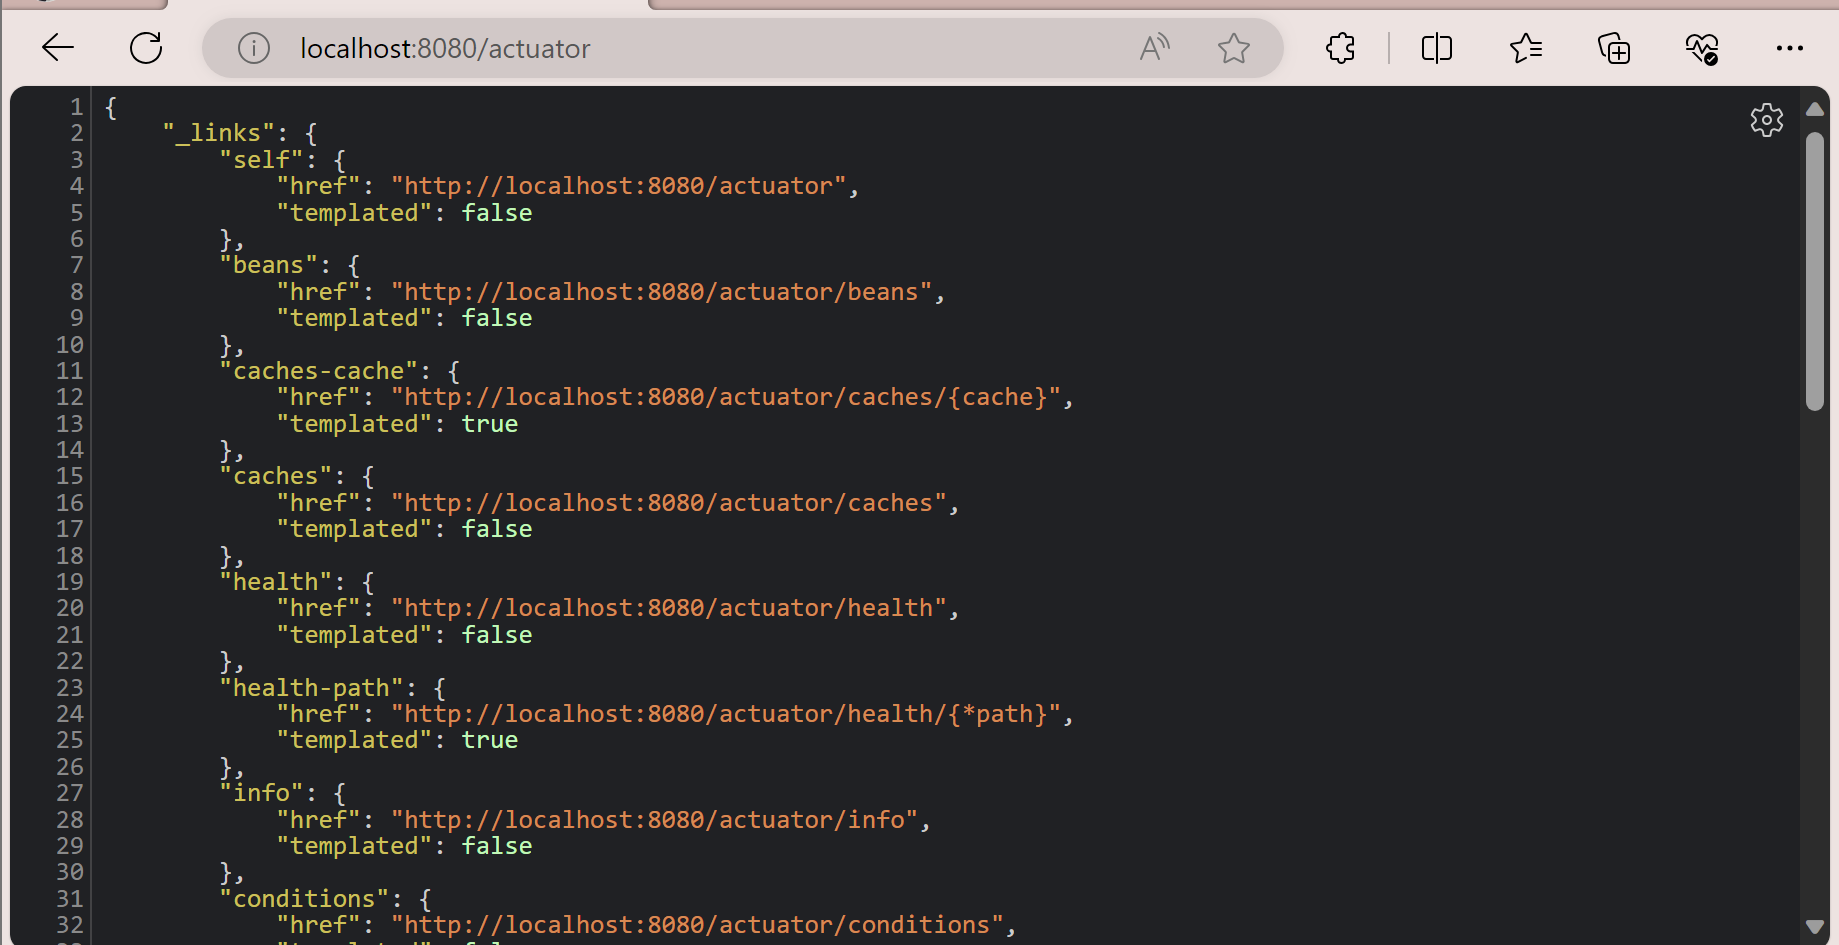 localhost:8080/actuator
1 {
2     "_links": {
3         "self": {
4             "href": "http://localhost:8080/actuator",
5             "templated": false
6         },
7         "beans": {
8             "href": "http://localhost:8080/actuator/beans",
9             "templated": false
10         },
11         "caches-cache": {
12             "href": "http://localhost:8080/actuator/caches/{cache}",
13             "templated": true
14         },
15         "caches": {
16             "href": "http://localhost:8080/actuator/caches",
17             "templated": false
18         },
19         "health": {
20             "href": "http://localhost:8080/actuator/health",
21             "templated": false
22         },
23         "health-path": {
24             "href": "http://localhost:8080/actuator/health/{*path}",
25             "templated": true
26         },
27         "info": {
28             "href": "http://localhost:8080/actuator/info",
29             "templated": false
30         },
31         "conditions": {
32             "href": "http://localhost:8080/actuator/conditions",